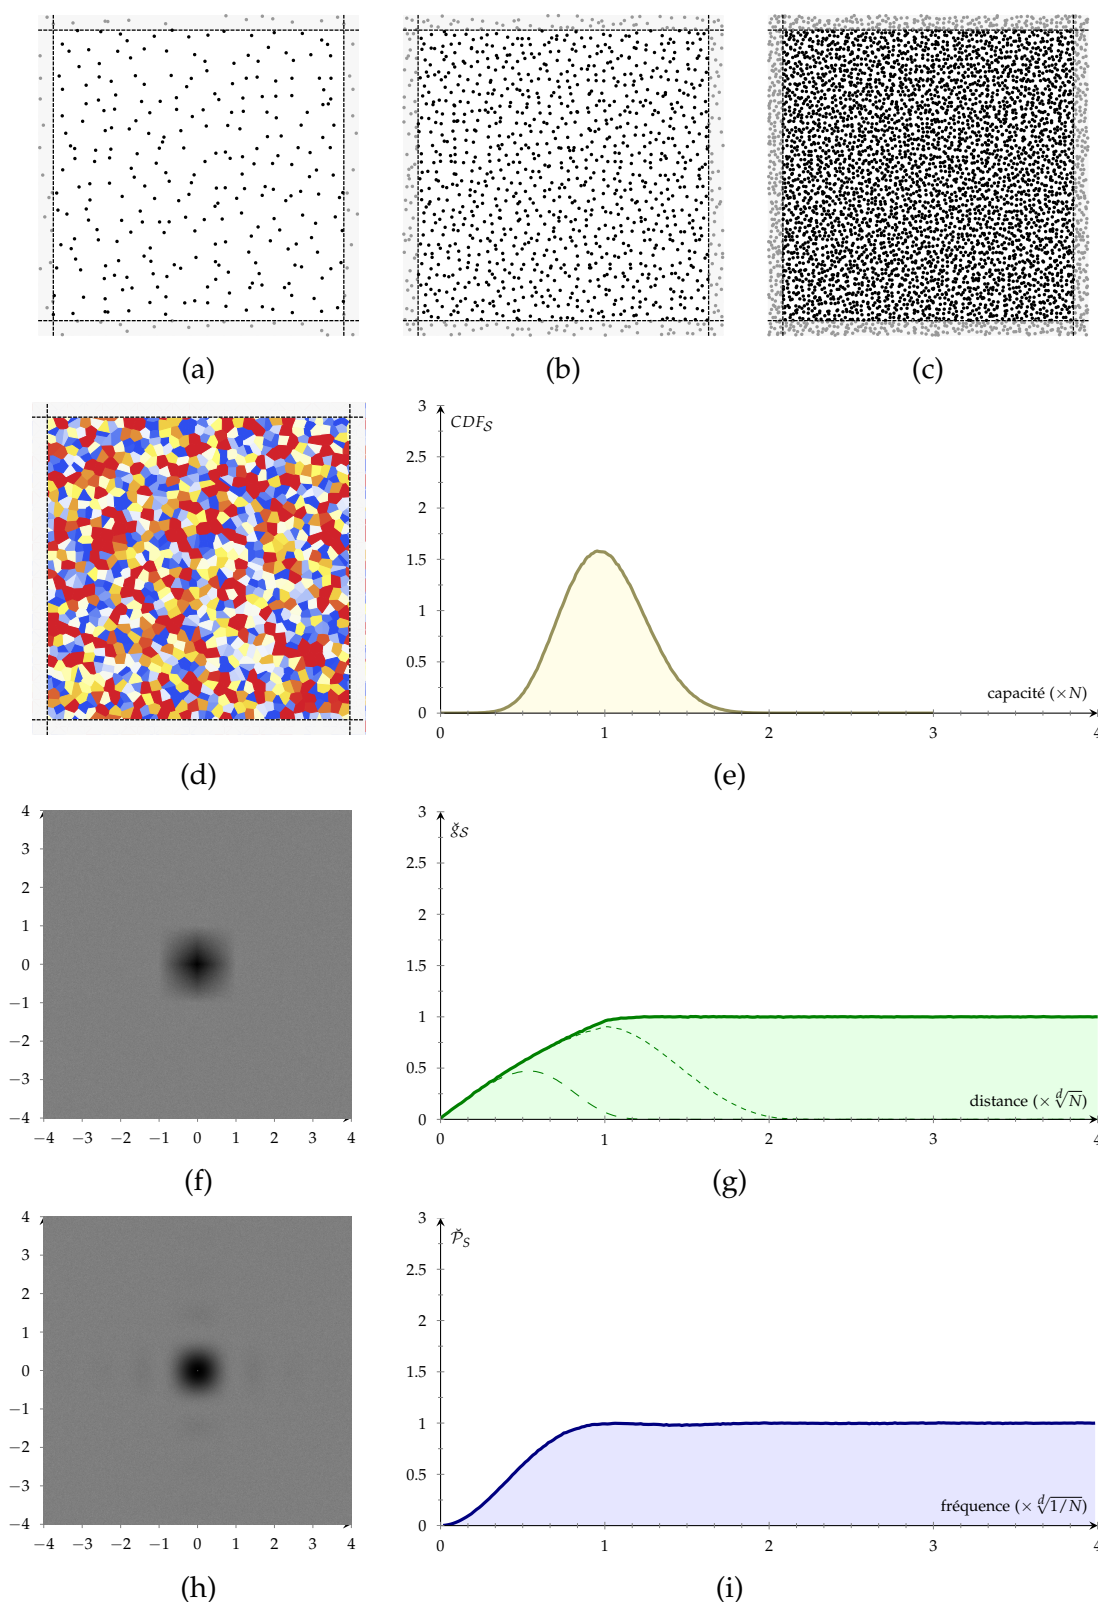 (a) (b) (c)
3
CDF_S
2.5
2
1.5
1
0.5
capacité (×N)
0
0 1 2 3 4
(d) (e)
4
3
2
1
0
−1
−2
−3
−4
−4 −3 −2 −1 0 1 2 3 4
3
ǧ_S
2.5
2
1.5
1
0.5
distance (× ᵈ√N)
0
0 1 2 3 4
(f) (g)
4
3
2
1
0
−1
−2
−3
−4
−4 −3 −2 −1 0 1 2 3 4
3
𝒫̌_S
2.5
2
1.5
1
0.5
fréquence (× ᵈ√1/N)
0
0 1 2 3 4
(h) (i)